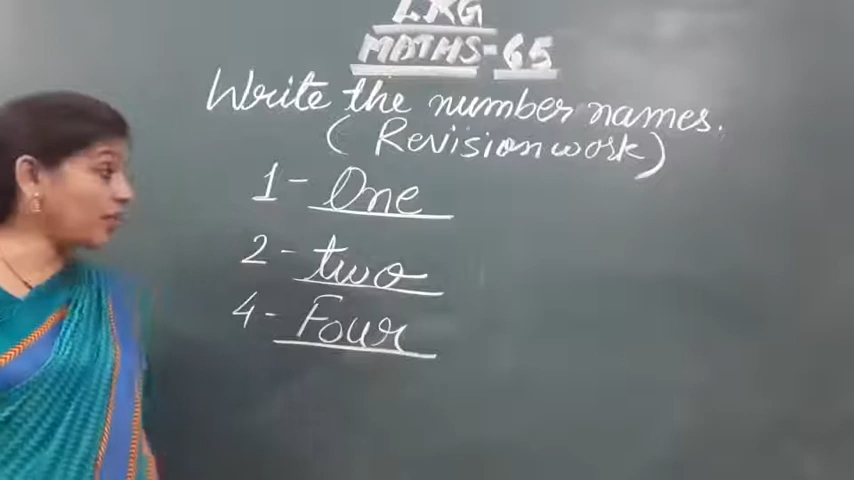 LKG
MATHS-65
Write the number names.
(Revision work)
1 - One
2 - two
4 - Four